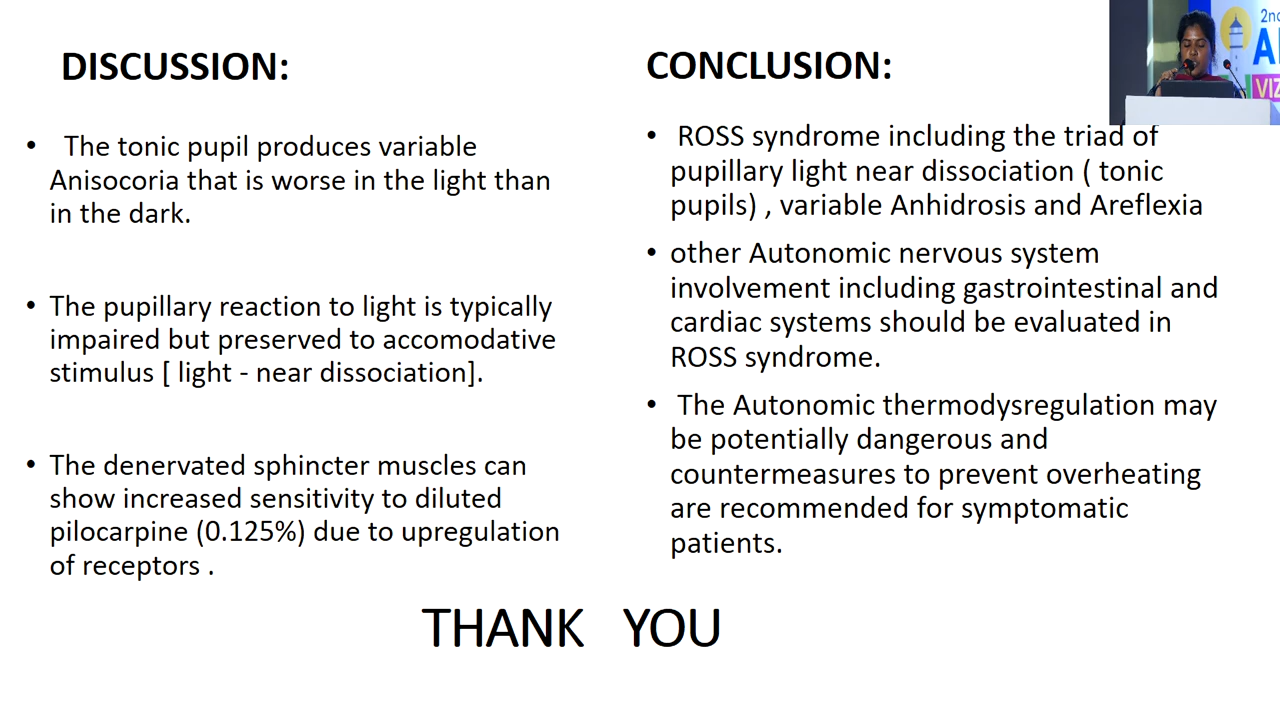 DISCUSSION:
• The tonic pupil produces variable
Anisocoria that is worse in the light than
in the dark.
• The pupillary reaction to light is typically
impaired but preserved to accomodative
stimulus [ light - near dissociation].
• The denervated sphincter muscles can
show increased sensitivity to diluted
pilocarpine (0.125%) due to upregulation
of receptors .
CONCLUSION:
• ROSS syndrome including the triad of
pupillary light near dissociation ( tonic
pupils) , variable Anhidrosis and Areflexia
• other Autonomic nervous system
involvement including gastrointestinal and
cardiac systems should be evaluated in
ROSS syndrome.
• The Autonomic thermodysregulation may
be potentially dangerous and
countermeasures to prevent overheating
are recommended for symptomatic
patients.
THANK YOU